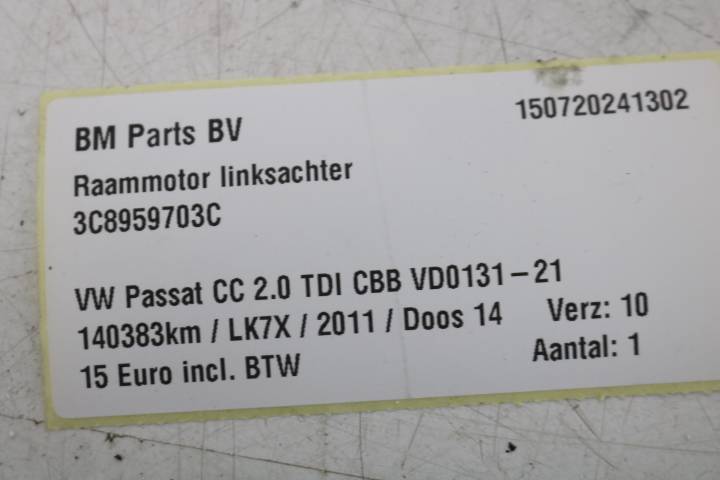 BM Parts BV
150720241302
Raammotor linksachter
3C8959703C
VW Passat CC 2.0 TDI CBB VD0131-21
140383km / LK7X / 2011 / Doos 14 Verz: 10
15 Euro incl. BTW Aantal: 1